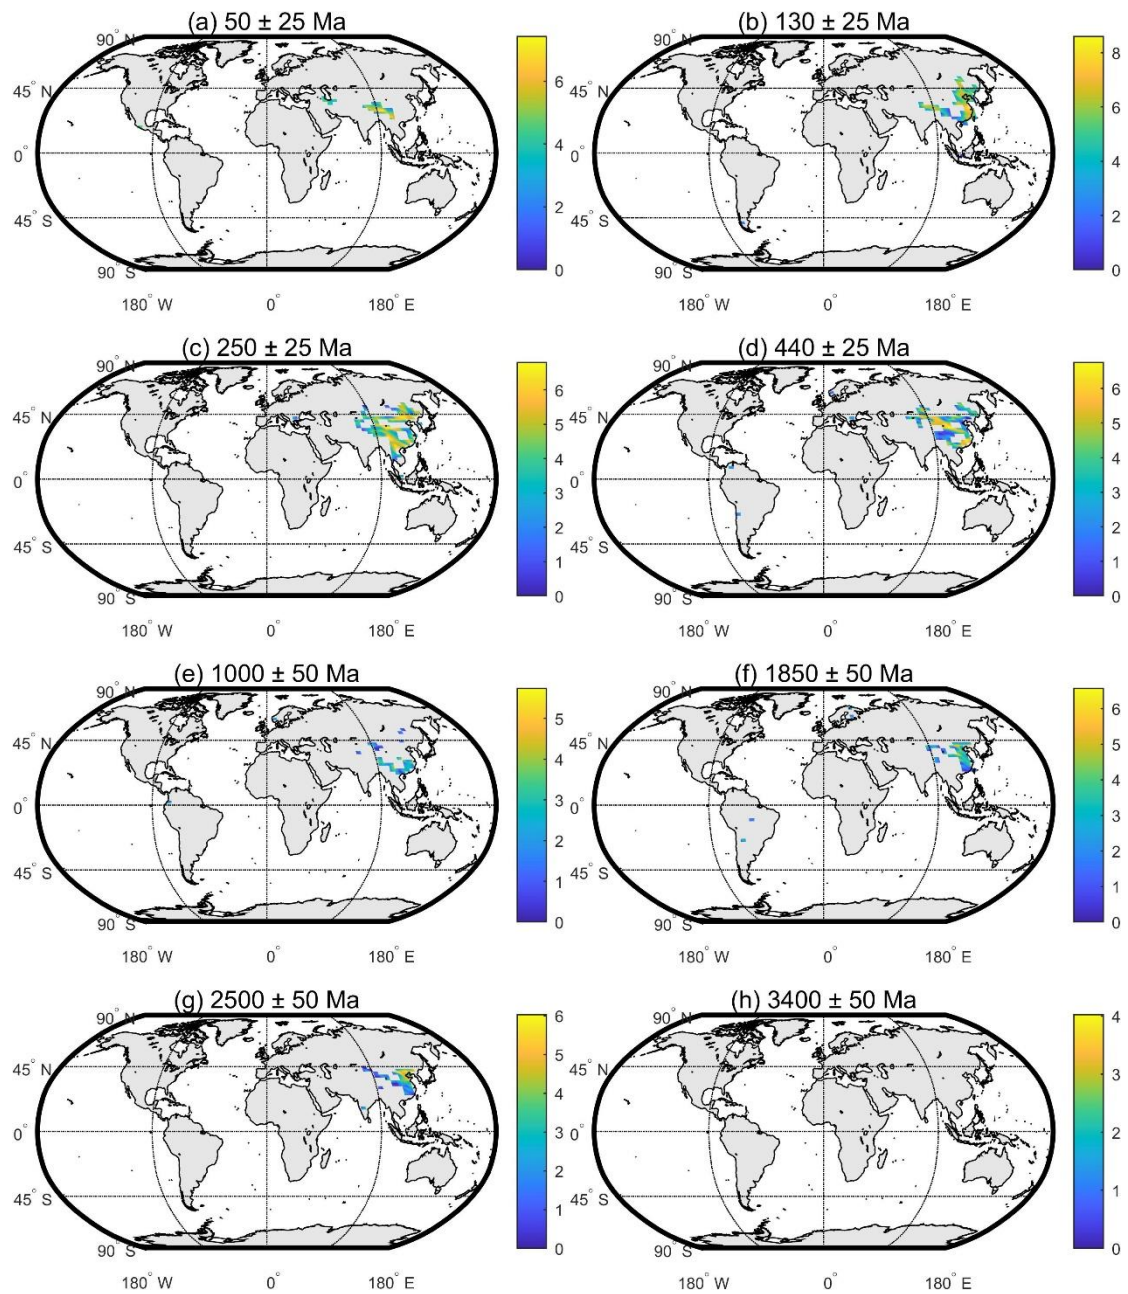 (a) 50 ± 25 Ma
90° N
45° N
0°
45° S
90° S
180° W
0°
180° E
6
4
2
0
(b) 130 ± 25 Ma
90° N
45° N
0°
45° S
90° S
180° W
0°
180° E
8
6
4
2
0
(c) 250 ± 25 Ma
90° N
45° N
0°
45° S
90° S
180° W
0°
180° E
6
5
4
3
2
1
0
(d) 440 ± 25 Ma
90° N
45° N
0°
45° S
90° S
180° W
0°
180° E
6
5
4
3
2
1
0
(e) 1000 ± 50 Ma
90° N
45° N
0°
45° S
90° S
180° W
0°
180° E
5
4
3
2
1
0
(f) 1850 ± 50 Ma
90° N
45° N
0°
45° S
90° S
180° W
0°
180° E
6
5
4
3
2
1
0
(g) 2500 ± 50 Ma
90° N
45° N
0°
45° S
90° S
180° W
0°
180° E
6
5
4
3
2
1
0
(h) 3400 ± 50 Ma
90° N
45° N
0°
45° S
90° S
180° W
0°
180° E
4
3
2
1
0